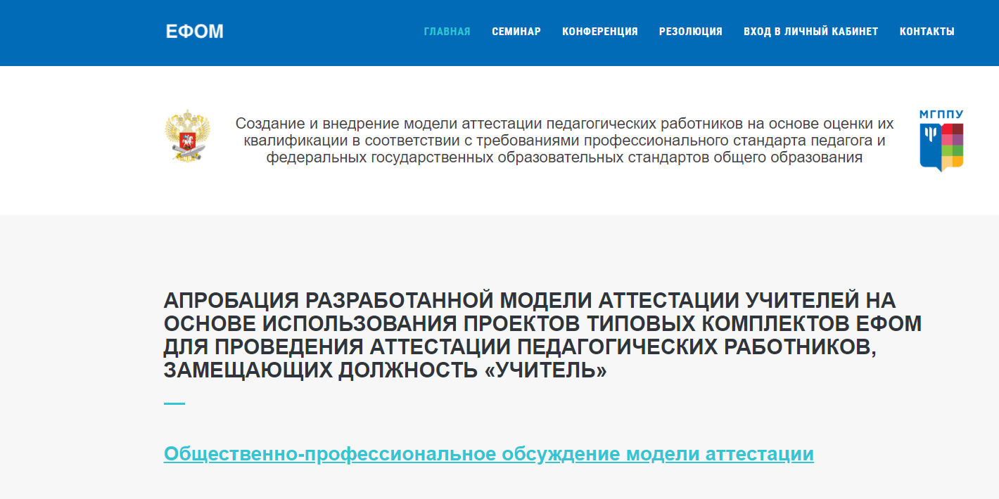 ЕФОМ
ГЛАВНАЯ СЕМИНАР КОНФЕРЕНЦИЯ РЕЗОЛЮЦИЯ ВХОД В ЛИЧНЫЙ КАБИНЕТ КОНТАКТЫ
Создание и внедрение модели аттестации педагогических работников на основе оценки их
квалификации в соответствии с требованиями профессионального стандарта педагога и
федеральных государственных образовательных стандартов общего образования
МГППУ
АПРОБАЦИЯ РАЗРАБОТАННОЙ МОДЕЛИ АТТЕСТАЦИИ УЧИТЕЛЕЙ НА
ОСНОВЕ ИСПОЛЬЗОВАНИЯ ПРОЕКТОВ ТИПОВЫХ КОМПЛЕКТОВ ЕФОМ
ДЛЯ ПРОВЕДЕНИЯ АТТЕСТАЦИИ ПЕДАГОГИЧЕСКИХ РАБОТНИКОВ,
ЗАМЕЩАЮЩИХ ДОЛЖНОСТЬ «УЧИТЕЛЬ»
Общественно-профессиональное обсуждение модели аттестации